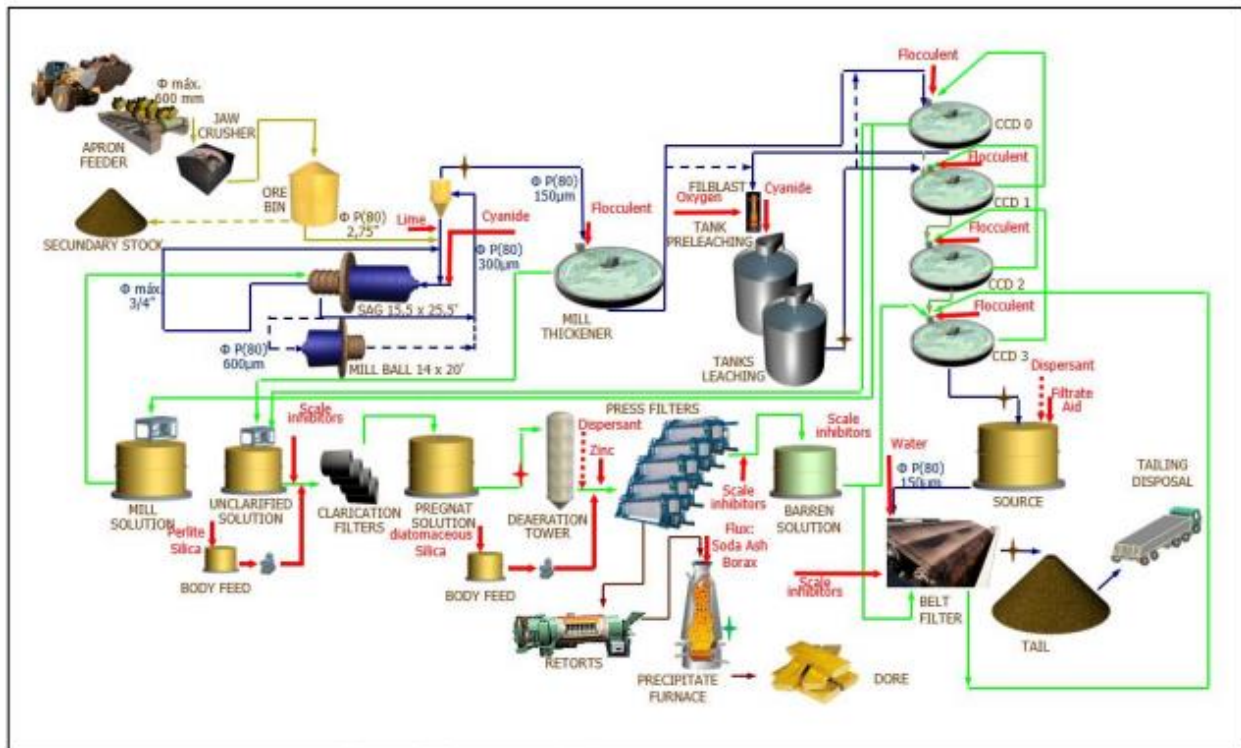 Φ máx.
600 mm
JAW
CRUSHER
APRON
FEEDER
ORE
BIN
SECUNDARY STOCK
Φ P(80)
2,75"
Lime
Cyanide
Φ P(80)
300µm
Φ máx.
3/4"
SAG 15,5 x 25,5'
Φ P(80)
600µm
MILL BALL 14 x 20'
Φ P(80)
150µm
Flocculent
MILL
THICKENER
Oxygen
FILBLAST
Cyanide
TANK
PRELEACHING
TANKS
LEACHING
Flocculent
CCD 0
Flocculent
CCD 1
Flocculent
CCD 2
Flocculent
CCD 3
Dispersant
Filtrate
Aid
SOURCE
TAILING
DISPOSAL
Scale
inhibitors
MILL
SOLUTION
UNCLARIFIED
SOLUTION
CLARICATION
FILTERS
PREGNAT
SOLUTION
DEAERATION
TOWER
PRESS FILTERS
Dispersant
Zinc
Scale
inhibitors
Scale
inhibitors
BARREN
SOLUTION
Water
Φ P(80)
150µm
Perlite
Silica
BODY FEED
diatomaceous
Silica
BODY FEED
Flux:
Soda Ash
Borax
Scale
inhibitors
BELT
FILTER
TAIL
RETORTS
PRECIPITATE
FURNACE
DORE